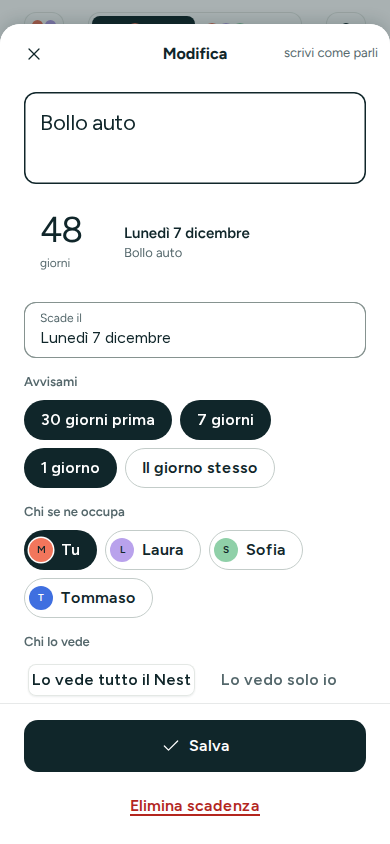 Modifica
scrivi come parli
Bollo auto
48
giorni
Lunedì 7 dicembre
Bollo auto
Scade il
Lunedì 7 dicembre
Avvisami
30 giorni prima
7 giorni
1 giorno
Il giorno stesso
Chi se ne occupa
M Tu
L Laura
S Sofia
T Tommaso
Chi lo vede
Lo vede tutto il Nest
Lo vedo solo io
Salva
Elimina scadenza